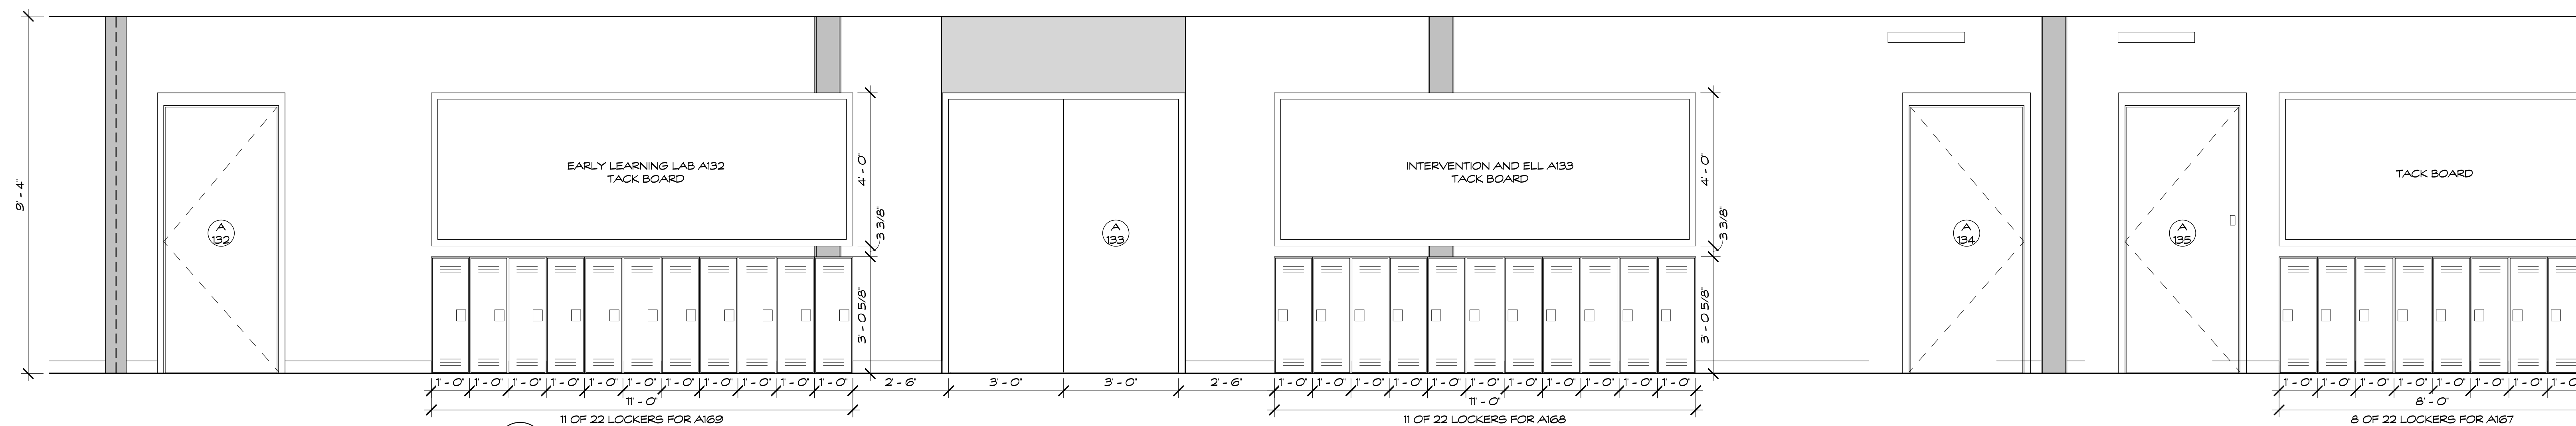 9' - 4"
A
132
EARLY LEARNING LAB A132
TACK BOARD
4' - 0"
3 3/8"
3' - 0 5/8"
A
133
INTERVENTION AND ELL A133
TACK BOARD
4' - 0"
3 3/8"
3' - 0 5/8"
A
134
A
135
TACK BOARD
1' - 0" 1' - 0" 1' - 0" 1' - 0" 1' - 0" 1' - 0" 1' - 0" 1' - 0" 1' - 0" 1' - 0" 1' - 0" 2' - 6" 3' - 0" 3' - 0" 2' - 6" 1' - 0" 1' - 0" 1' - 0" 1' - 0" 1' - 0" 1' - 0" 1' - 0" 1' - 0" 1' - 0" 1' - 0" 1' - 0" 1' - 0" 1' - 0" 1' - 0" 1' - 0" 1' - 0" 1' - 0" 1' - 0" 1' - 0
11' - 0" 11' - 0" 8' - 0"
11 OF 22 LOCKERS FOR A169 11 OF 22 LOCKERS FOR A168 8 OF 22 LOCKERS FOR A167